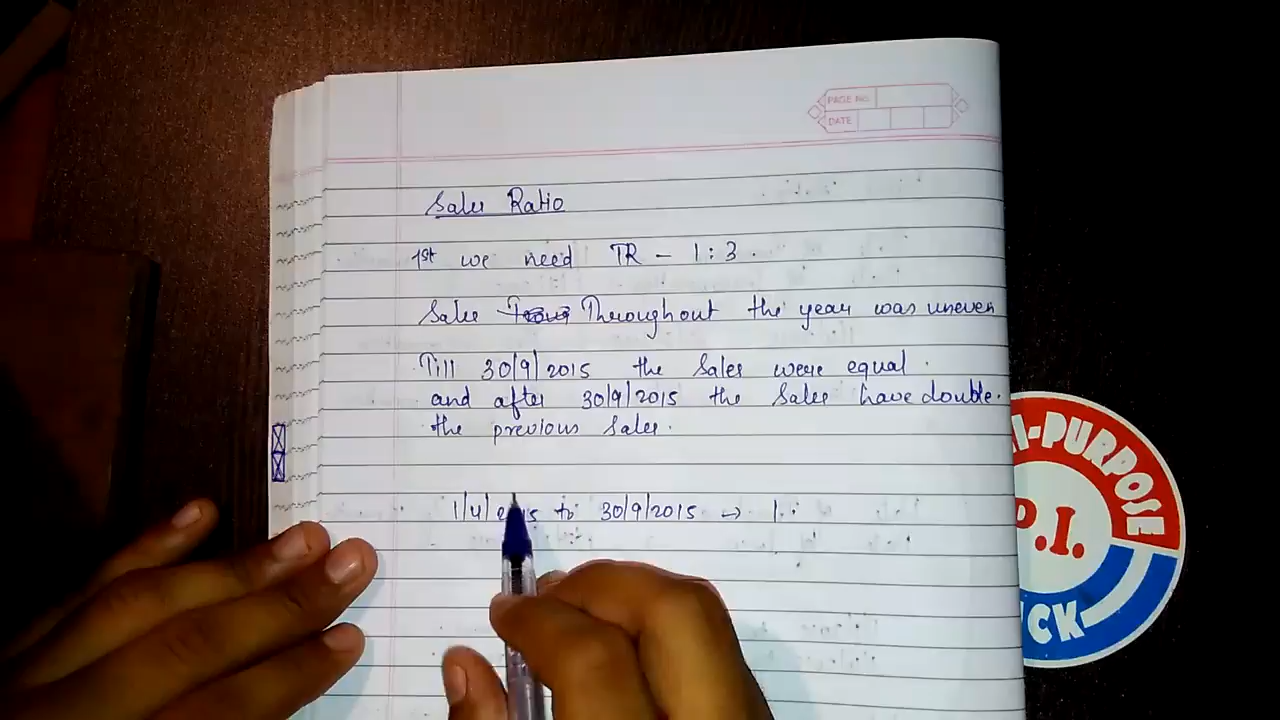 PAGE No.
DATE
Sales Ratio
1st we need TR - 1:3.
Sales Throughout the year was uneven
Till 30/9/2015 the Sales were equal.
and after 30/9/2015 the Sales have double.
the previous Sales.
1/4/2015 to 30/9/2015 → 1.
I-PURPOSE
P.I.
CK